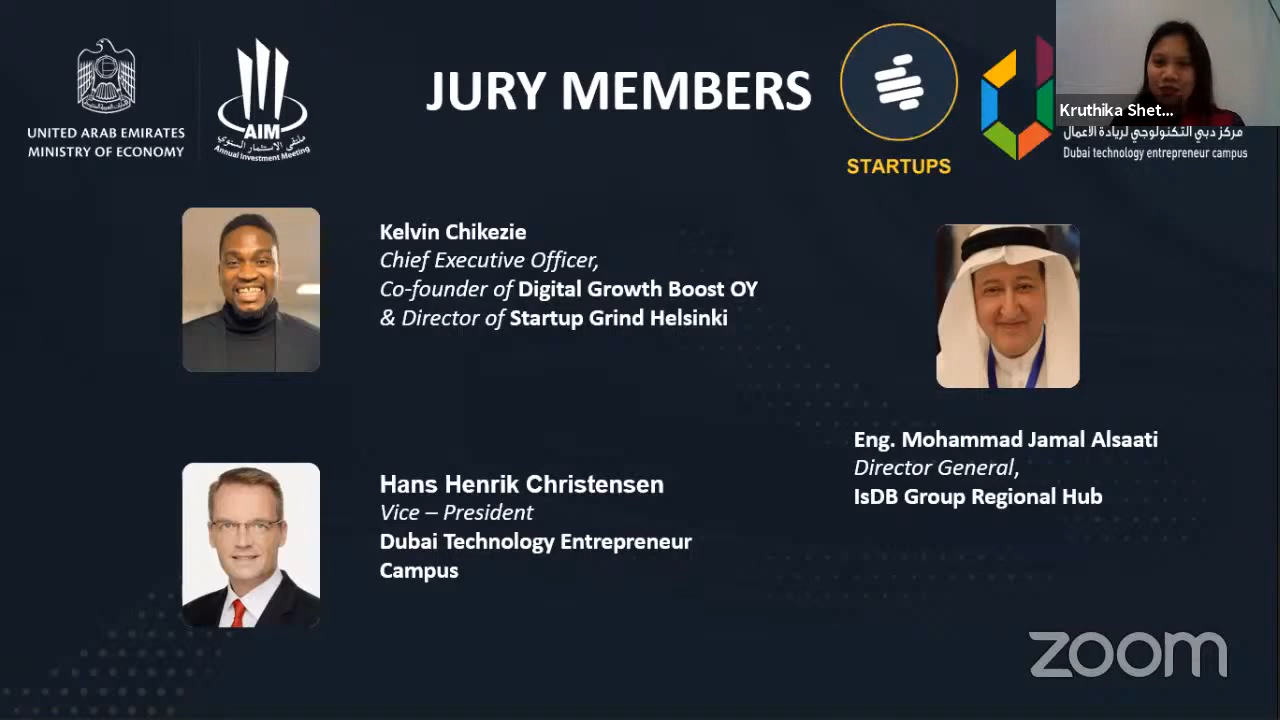 UNITED ARAB EMIRATES
MINISTRY OF ECONOMY
AIM
ملتقى الاستثمار السنوي
Annual Investment Meeting
JURY MEMBERS
STARTUPS
Kruthika Shet...
مركز دبي التكنولوجي لريادة الاعمال
Dubai technology entrepreneur campus
Kelvin Chikezie
Chief Executive Officer,
Co-founder of Digital Growth Boost OY
& Director of Startup Grind Helsinki
Eng. Mohammad Jamal Alsaati
Director General,
IsDB Group Regional Hub
Hans Henrik Christensen
Vice – President
Dubai Technology Entrepreneur
Campus
zoom